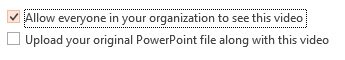 Allow everyone in your organization to see this video
Upload your original PowerPoint file along with this video